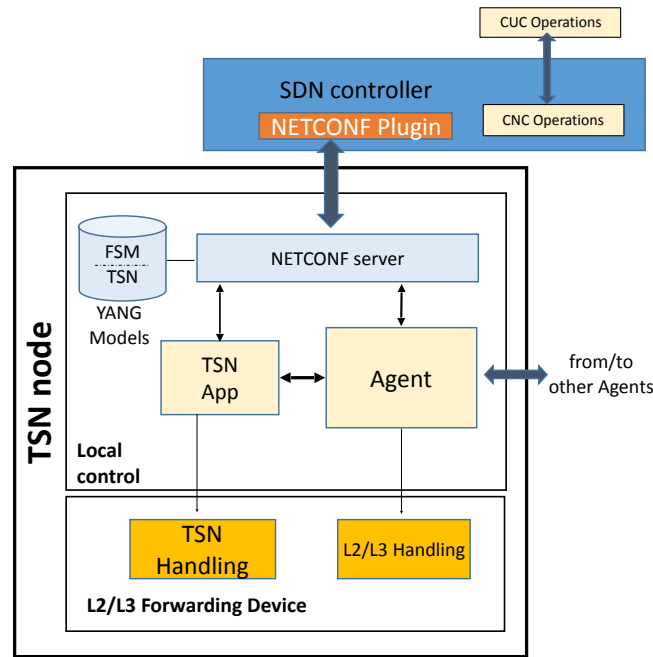 CUC Operations
SDN controller
NETCONF Plugin
CNC Operations
TSN node
FSM
TSN
YANG
Models
NETCONF server
TSN
App
Agent
from/to
other Agents
Local
control
TSN
Handling
L2/L3 Handling
L2/L3 Forwarding Device